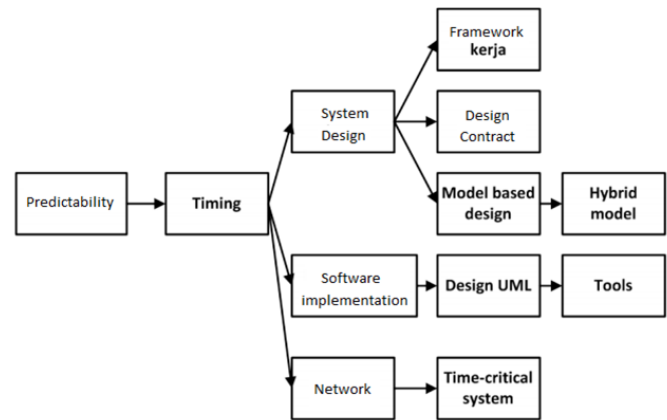 Framework
kerja
System
Design
Design
Contract
Predictability
Timing
Model based
design
Hybrid
model
Software
implementation
Design UML
Tools
Network
Time-critical
system